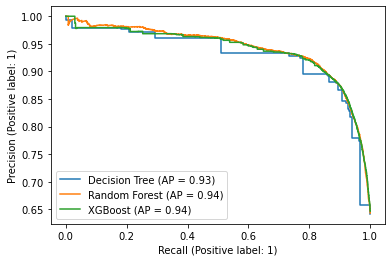 1.00
0.95
0.90
0.85
0.80
0.75
0.70
0.65
Precision (Positive label: 1)
Decision Tree (AP = 0.93)
Random Forest (AP = 0.94)
XGBoost (AP = 0.94)
0.0 0.2 0.4 0.6 0.8 1.0
Recall (Positive label: 1)